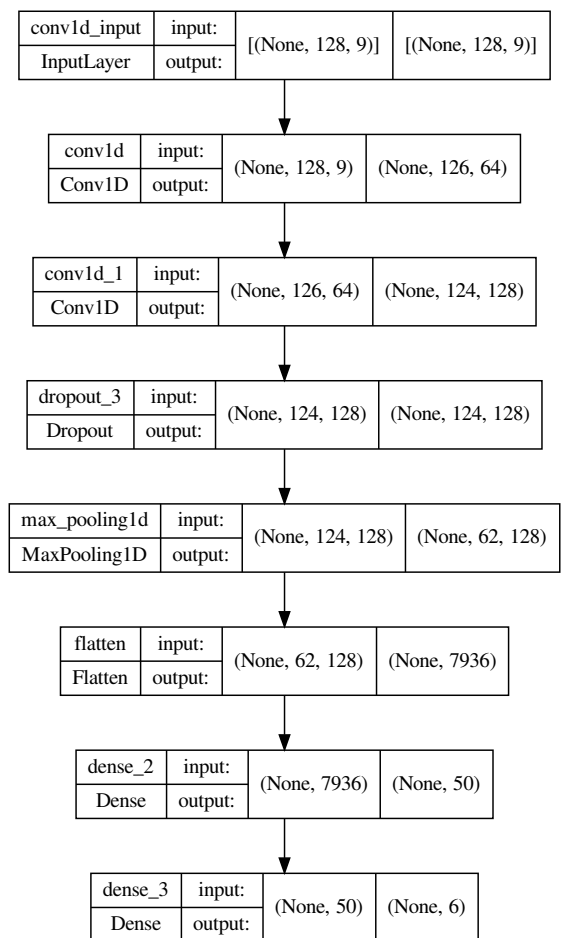 conv1d_input input: [(None, 128, 9)] [(None, 128, 9)]
InputLayer output:
conv1d input: (None, 128, 9) (None, 126, 64)
Conv1D output:
conv1d_1 input: (None, 126, 64) (None, 124, 128)
Conv1D output:
dropout_3 input: (None, 124, 128) (None, 124, 128)
Dropout output:
max_pooling1d input: (None, 124, 128) (None, 62, 128)
MaxPooling1D output:
flatten input: (None, 62, 128) (None, 7936)
Flatten output:
dense_2 input: (None, 7936) (None, 50)
Dense output:
dense_3 input: (None, 50) (None, 6)
Dense output: